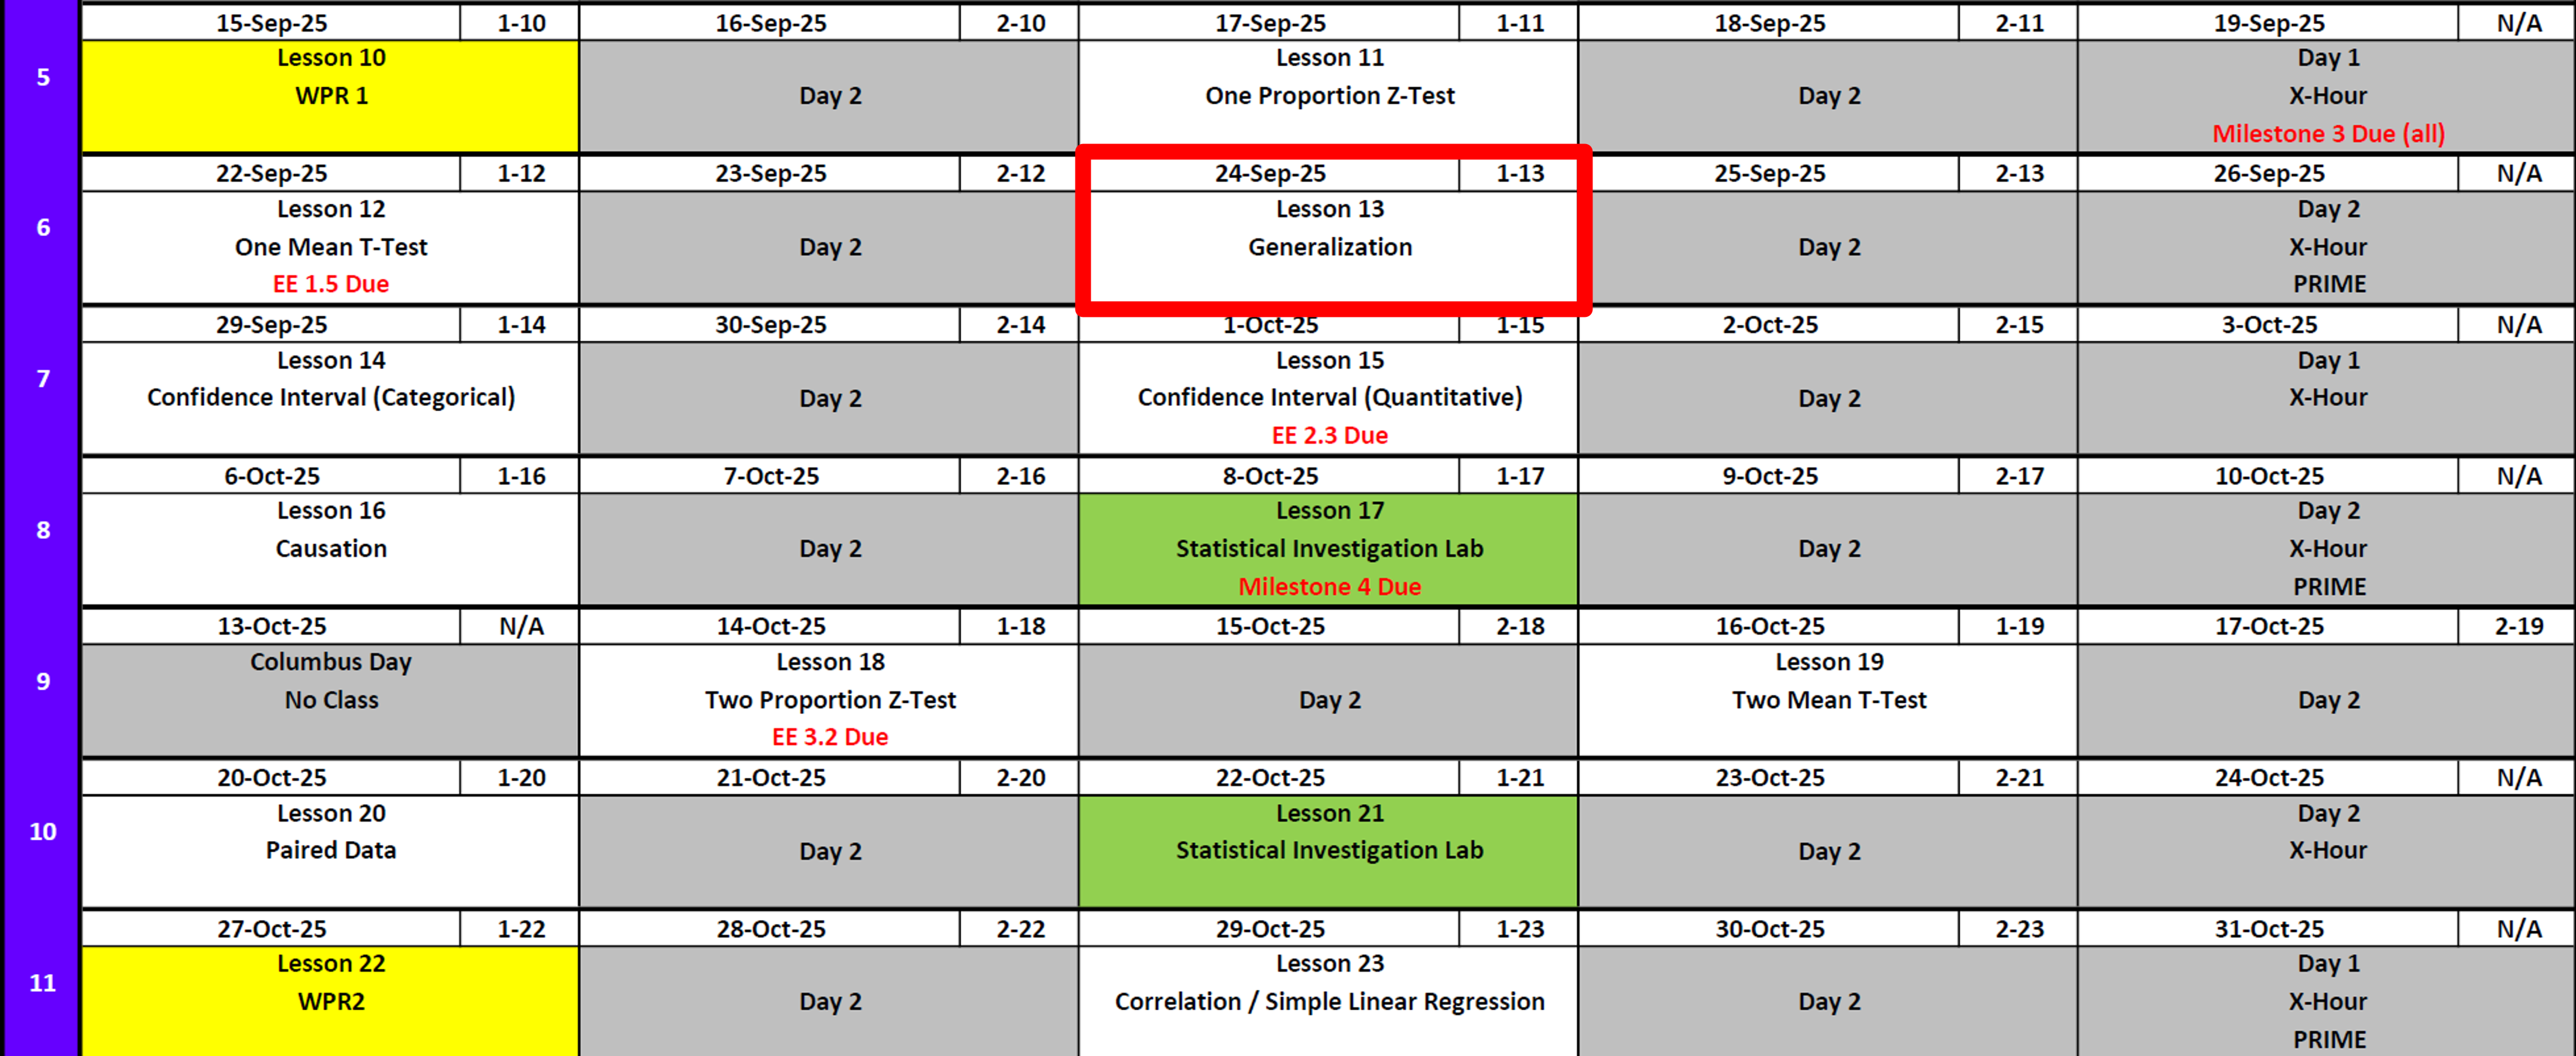 15-Sep-25 1-10 16-Sep-25 2-10 17-Sep-25 1-11 18-Sep-25 2-11 19-Sep-25 N/A
5
Lesson 10
WPR 1
Day 2
Lesson 11
One Proportion Z-Test
Day 2
Day 1
X-Hour
Milestone 3 Due (all)
22-Sep-25 1-12 23-Sep-25 2-12 24-Sep-25 1-13 25-Sep-25 2-13 26-Sep-25 N/A
6
Lesson 12
One Mean T-Test
EE 1.5 Due
Day 2
Lesson 13
Generalization
Day 2
Day 2
X-Hour
PRIME
29-Sep-25 1-14 30-Sep-25 2-14 1-Oct-25 1-15 2-Oct-25 2-15 3-Oct-25 N/A
7
Lesson 14
Confidence Interval (Categorical)
Day 2
Lesson 15
Confidence Interval (Quantitative)
EE 2.3 Due
Day 2
Day 1
X-Hour
6-Oct-25 1-16 7-Oct-25 2-16 8-Oct-25 1-17 9-Oct-25 2-17 10-Oct-25 N/A
8
Lesson 16
Causation
Day 2
Lesson 17
Statistical Investigation Lab
Milestone 4 Due
Day 2
Day 2
X-Hour
PRIME
13-Oct-25 N/A 14-Oct-25 1-18 15-Oct-25 2-18 16-Oct-25 1-19 17-Oct-25 2-19
9
Columbus Day
No Class
Lesson 18
Two Proportion Z-Test
EE 3.2 Due
Day 2
Lesson 19
Two Mean T-Test
Day 2
20-Oct-25 1-20 21-Oct-25 2-20 22-Oct-25 1-21 23-Oct-25 2-21 24-Oct-25 N/A
10
Lesson 20
Paired Data
Day 2
Lesson 21
Statistical Investigation Lab
Day 2
Day 2
X-Hour
27-Oct-25 1-22 28-Oct-25 2-22 29-Oct-25 1-23 30-Oct-25 2-23 31-Oct-25 N/A
11
Lesson 22
WPR2
Day 2
Lesson 23
Correlation / Simple Linear Regression
Day 2
Day 1
X-Hour
PRIME